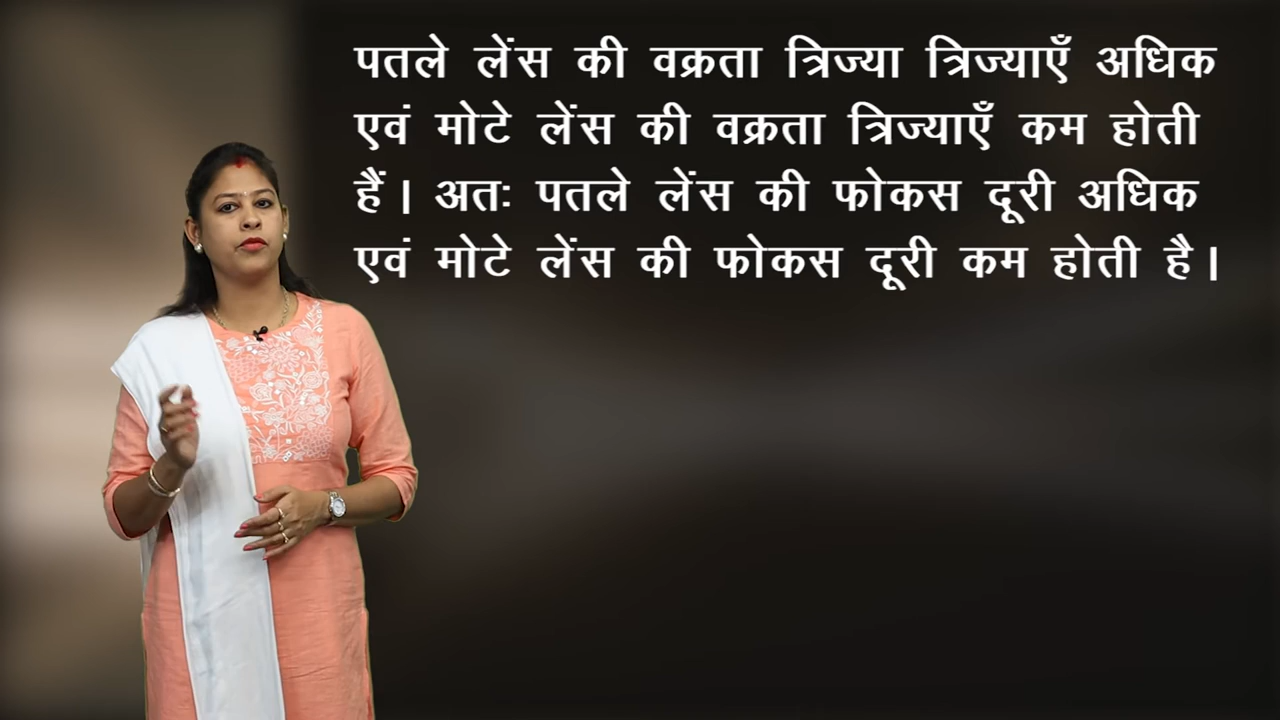 पतले लेंस की वक्रता त्रिज्या त्रिज्याएँ अधिक
एवं मोटे लेंस की वक्रता त्रिज्याएँ कम होती
हैं। अतः पतले लेंस की फोकस दूरी अधिक
एवं मोटे लेंस की फोकस दूरी कम होती है।